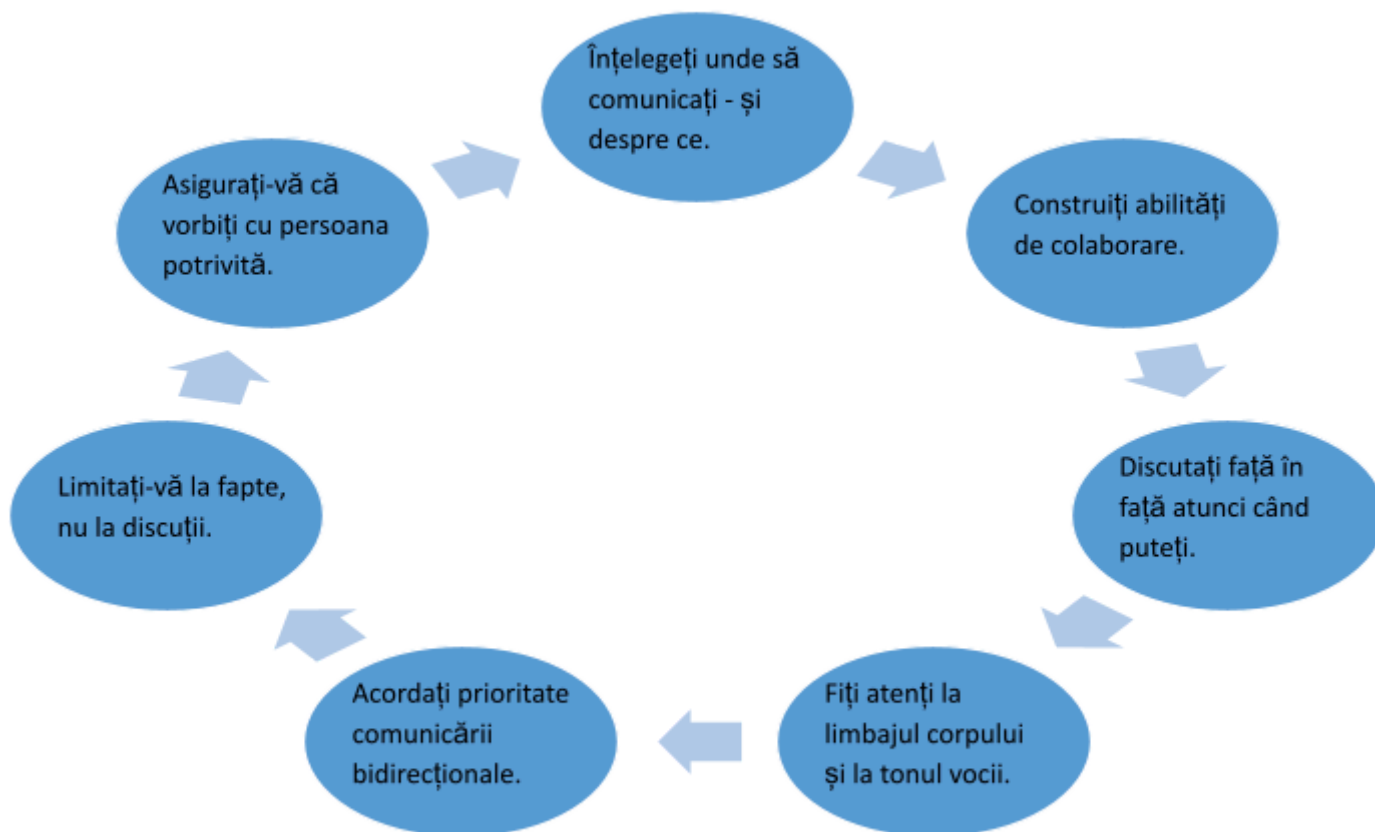 Înțelegeți unde să
comunicați - și
despre ce.
Construiți abilități
de colaborare.
Discutați față în
față atunci când
puteți.
Fiți atenți la
limbajul corpului
și la tonul vocii.
Acordați prioritate
comunicării
bidirecționale.
Limitați-vă la fapte,
nu la discuții.
Asigurați-vă că
vorbiți cu persoana
potrivită.